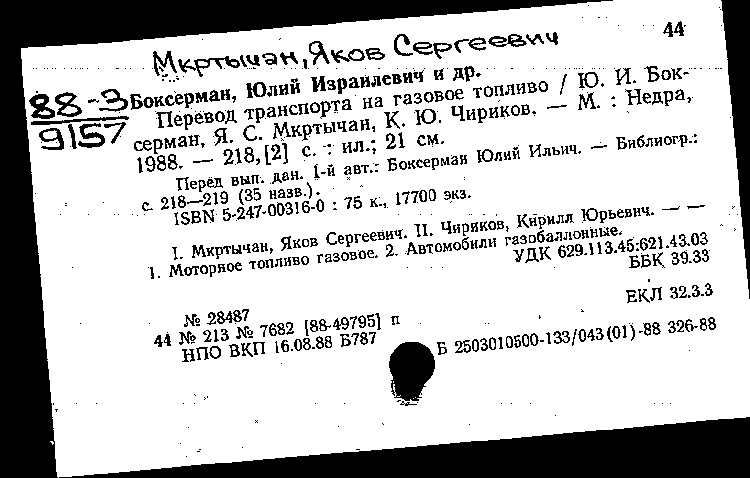 44
Мкртычан, Яков Сергеевич
88-3
9157
Боксерман, Юлий Израилевич и др.
Перевод транспорта на газовое топливо / Ю. И. Бок-
серман, Я. С. Мкртычан, К. Ю. Чириков. — М. : Недра,
1988. — 218,[2] с. : ил.; 21 см.
Перед вып. дан. 1-й авт.: Боксерман Юлий Ильич. — Библиогр.:
с. 218—219 (35 назв.).
ISBN 5-247-00316-0 : 75 к., 17700 экз.
I. Мкртычан, Яков Сергеевич. II. Чириков, Кирилл Юрьевич. — —
1. Моторное топливо газовое. 2. Автомобили газобаллонные.
УДК 629.113.45:621.43.03
ББК 39.33
ЕКЛ 32.3.3
№ 28487
44 № 213 № 7682 [88-49795] п
НПО ВКП 16.08.88 Б787
Б 2503010500-133/043(01)-88 326-88